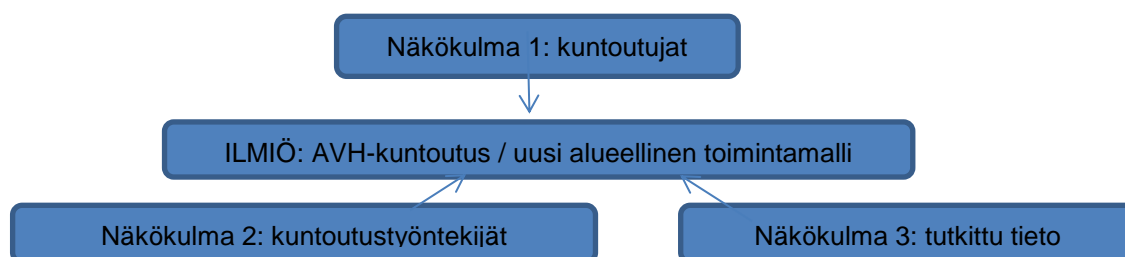 Näkökulma 1: kuntoutujat
ILMIÖ: AVH-kuntoutus / uusi alueellinen toimintamalli
Näkökulma 2: kuntoutustyöntekijät
Näkökulma 3: tutkittu tieto